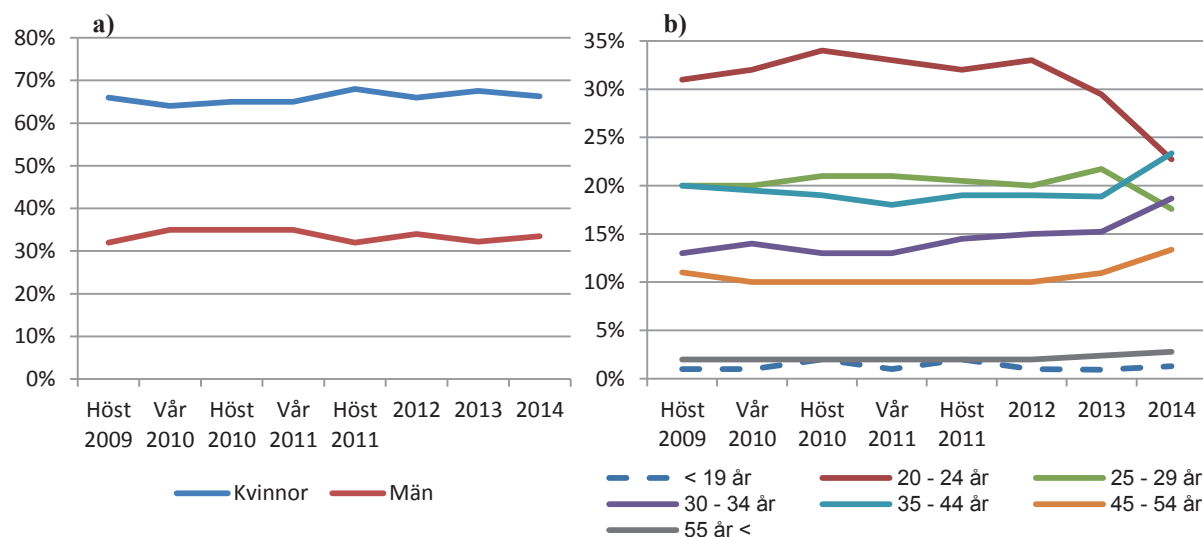 a)
80%
70%
60%
50%
40%
30%
20%
10%
0%
Höst Vår Höst Vår Höst 2012 2013 2014
2009 2010 2010 2011 2011
Kvinnor Män
b)
35%
30%
25%
20%
15%
10%
5%
0%
Höst Vår Höst Vår Höst 2012 2013 2014
2009 2010 2010 2011 2011
< 19 år 20 - 24 år 25 - 29 år
30 - 34 år 35 - 44 år 45 - 54 år
55 år <